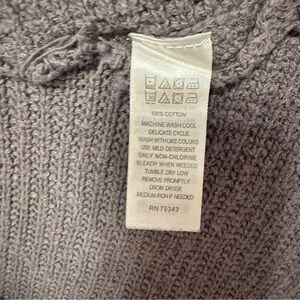 100% COTTON
MACHINE WASH COOL
DELICATE CYCLE
WASH WITH LIKE COLORS
USE MILD DETERGENT
ONLY NON-CHLORINE
BLEACH WHEN NEEDED
TUMBLE DRY LOW
REMOVE PROMPTLY
DROM DRYER
MEDIUM IRON IF NEEDED
RN 75343